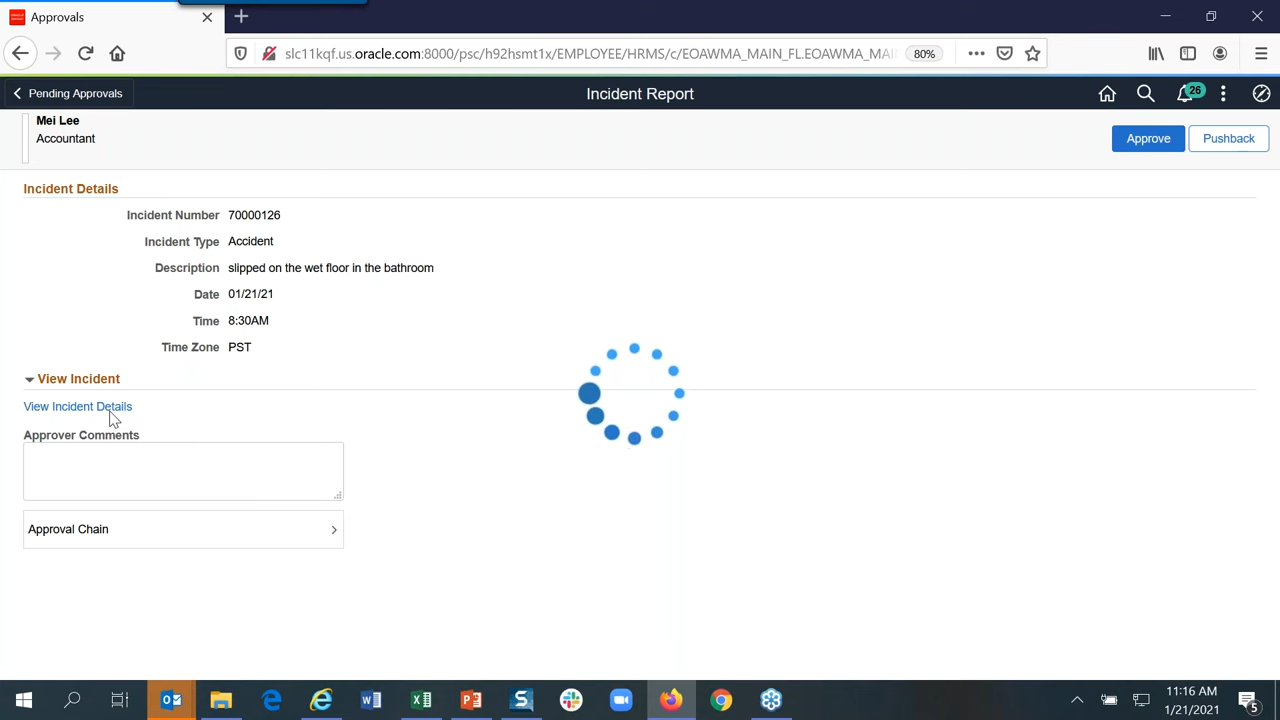 Approvals
slc11kqf.us.oracle.com:8000/psc/h92hsmt1x/EMPLOYEE/HRMS/c/EOAWMA_MAIN_FL.EOAWMA_MAI
80%
Pending Approvals
Incident Report
26
Mei Lee
Accountant
Approve
Pushback
Incident Details
Incident Number 70000126
Incident Type Accident
Description slipped on the wet floor in the bathroom
Date 01/21/21
Time 8:30AM
Time Zone PST
View Incident
View Incident Details
Approver Comments
Approval Chain
11:16 AM
1/21/2021
5